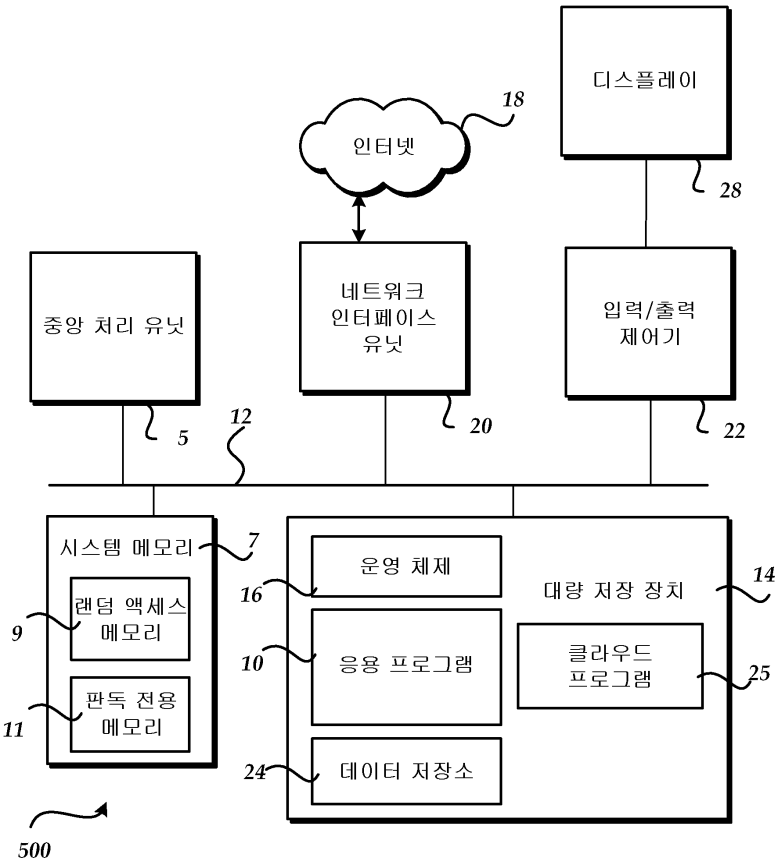 디스플레이
28
인터넷
18
중앙 처리 유닛
5
네트워크
인터페이스
유닛
20
입력/출력
제어기
22
12
시스템 메모리
7
랜덤 액세스
메모리
9
판독 전용
메모리
11
운영 체제
16
대량 저장 장치
14
응용 프로그램
10
클라우드
프로그램
25
데이터 저장소
24
500